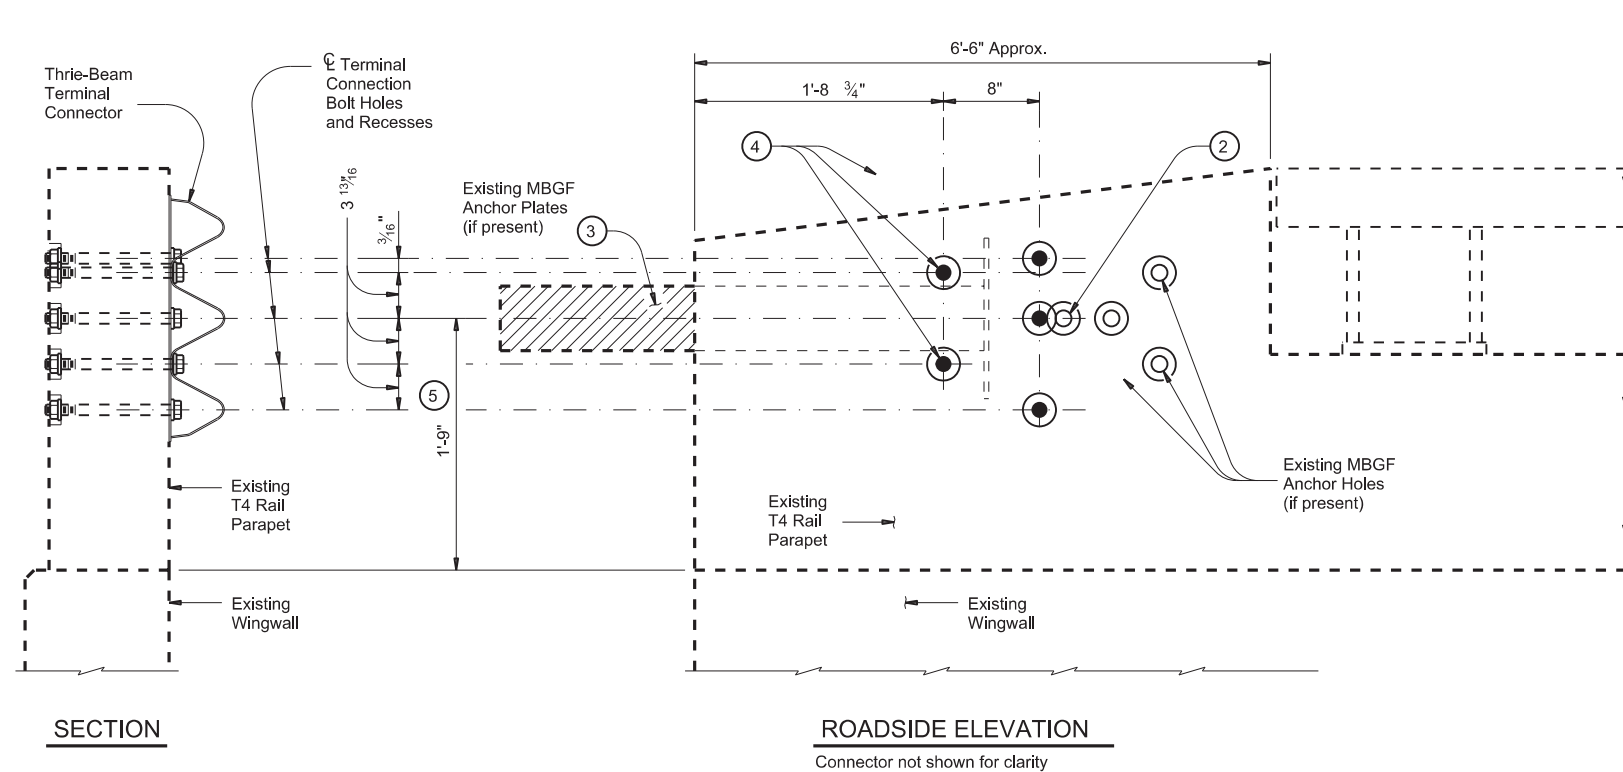 6'-6" Approx.
1'-8 3/4"
8"
Thrie-Beam
Terminal
Connector
℄ Terminal
Connection
Bolt Holes
and Recesses
4
2
3 13/16"
3/16"
Existing MBGF
Anchor Plates
(if present)
3
5
1'-9"
Existing
T4 Rail
Parapet
Existing
T4 Rail
Parapet
Existing MBGF
Anchor Holes
(if present)
Existing
Wingwall
Existing
Wingwall
SECTION
ROADSIDE ELEVATION
Connector not shown for clarity